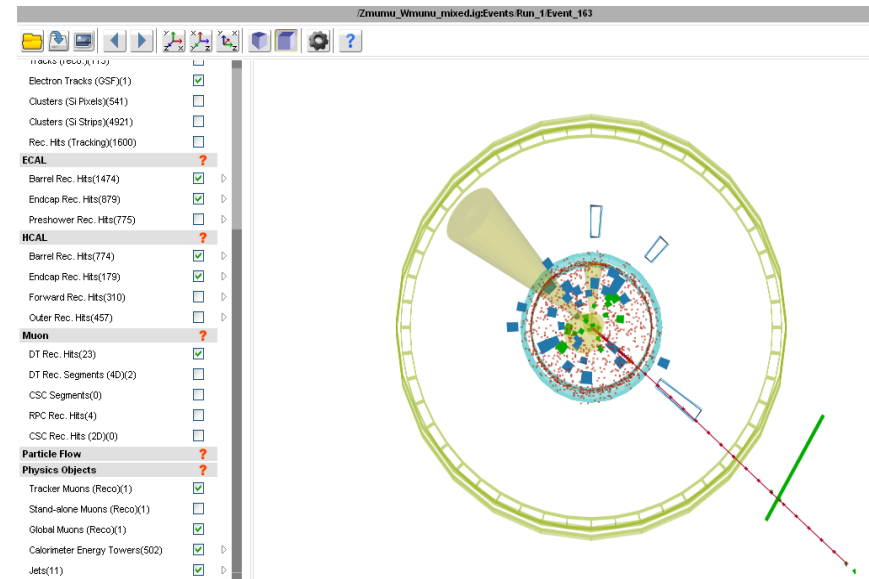 /Zmumu_Wmunu_mixed.ig:Events/Run_1/Event_163
Tracks (reco.)(113)
Electron Tracks (GSF)(1)
Clusters (Si Pixels)(541)
Clusters (Si Strips)(4921)
Rec. Hits (Tracking)(1600)
ECAL ?
Barrel Rec. Hits(1474)
Endcap Rec. Hits(879)
Preshower Rec. Hits(775)
HCAL ?
Barrel Rec. Hits(774)
Endcap Rec. Hits(179)
Forward Rec. Hits(310)
Outer Rec. Hits(457)
Muon ?
DT Rec. Hits(23)
DT Rec. Segments (4D)(2)
CSC Segments(0)
RPC Rec. Hits(4)
CSC Rec. Hits (2D)(0)
Particle Flow ?
Physics Objects ?
Tracker Muons (Reco)(1)
Stand-alone Muons (Reco)(1)
Global Muons (Reco)(1)
Calorimeter Energy Towers(502)
Jets(11)